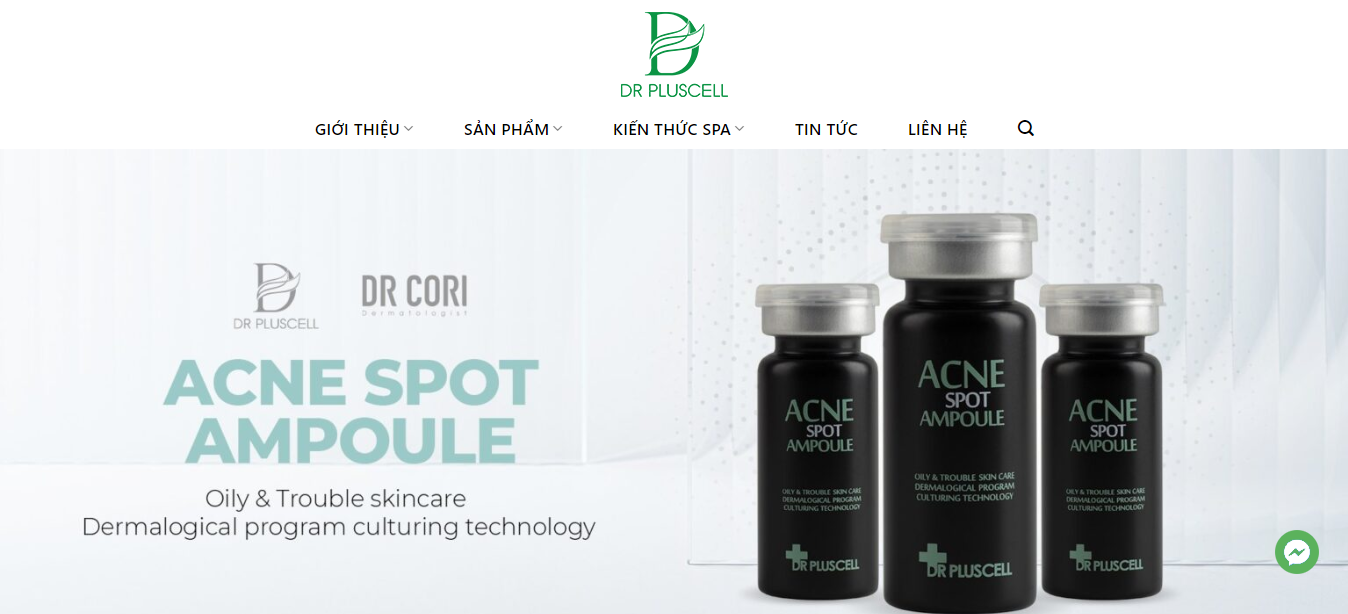 DR PLUSCELL
GIỚI THIỆU
SẢN PHẨM
KIẾN THỨC SPA
TIN TỨC
LIÊN HỆ
DR PLUSCELL
DR CORI
Dermatologist
ACNE SPOT
AMPOULE
Oily & Trouble skincare
Dermalogical program culturing technology
ACNE
SPOT
AMPOULE
OILY & TROUBLE SKIN CARE
DERMALOGICAL PROGRAM
CULTURING TECHNOLOGY
DR PLUSCELL
ACNE
SPOT
AMPOULE
OILY & TROUBLE SKIN CARE
DERMALOGICAL PROGRAM
CULTURING TECHNOLOGY
DR PLUSCELL
ACNE
SPOT
AMPOULE
OILY & TROUBLE SKIN CARE
DERMALOGICAL PROGRAM
CULTURING TECHNOLOGY
DR PLUSCELL